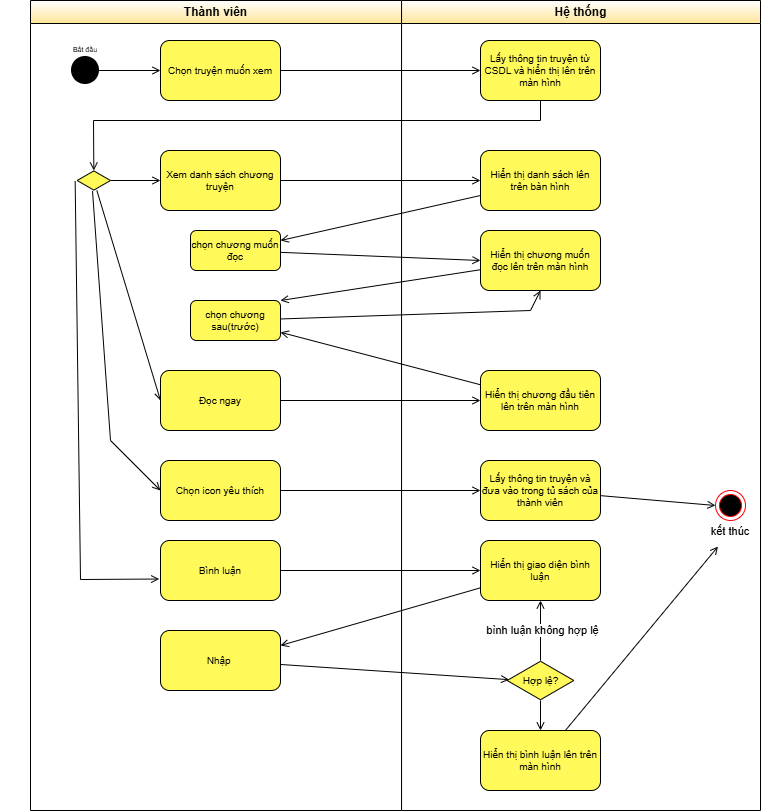 Thành viên
Hệ thống
Bắt đầu
Chọn truyện muốn xem
Lấy thông tin truyện từ
CSDL và hiển thị lên trên
màn hình
Xem danh sách chương
truyện
Hiển thị danh sách lên
trên bàn hình
chọn chương muốn
đọc
Hiển thị chương muốn
đọc lên trên màn hình
chọn chương
sau(trước)
Đọc ngay
Hiển thị chương đầu tiên
lên trên màn hình
Chọn icon yêu thích
Lấy thông tin truyện và
đưa vào trong tủ sách của
thành viên
kết thúc
Bình luận
Hiển thị giao diện bình
luận
bình luận không hợp lệ
Nhập
Hợp lệ?
Hiển thị bình luận lên trên
màn hình